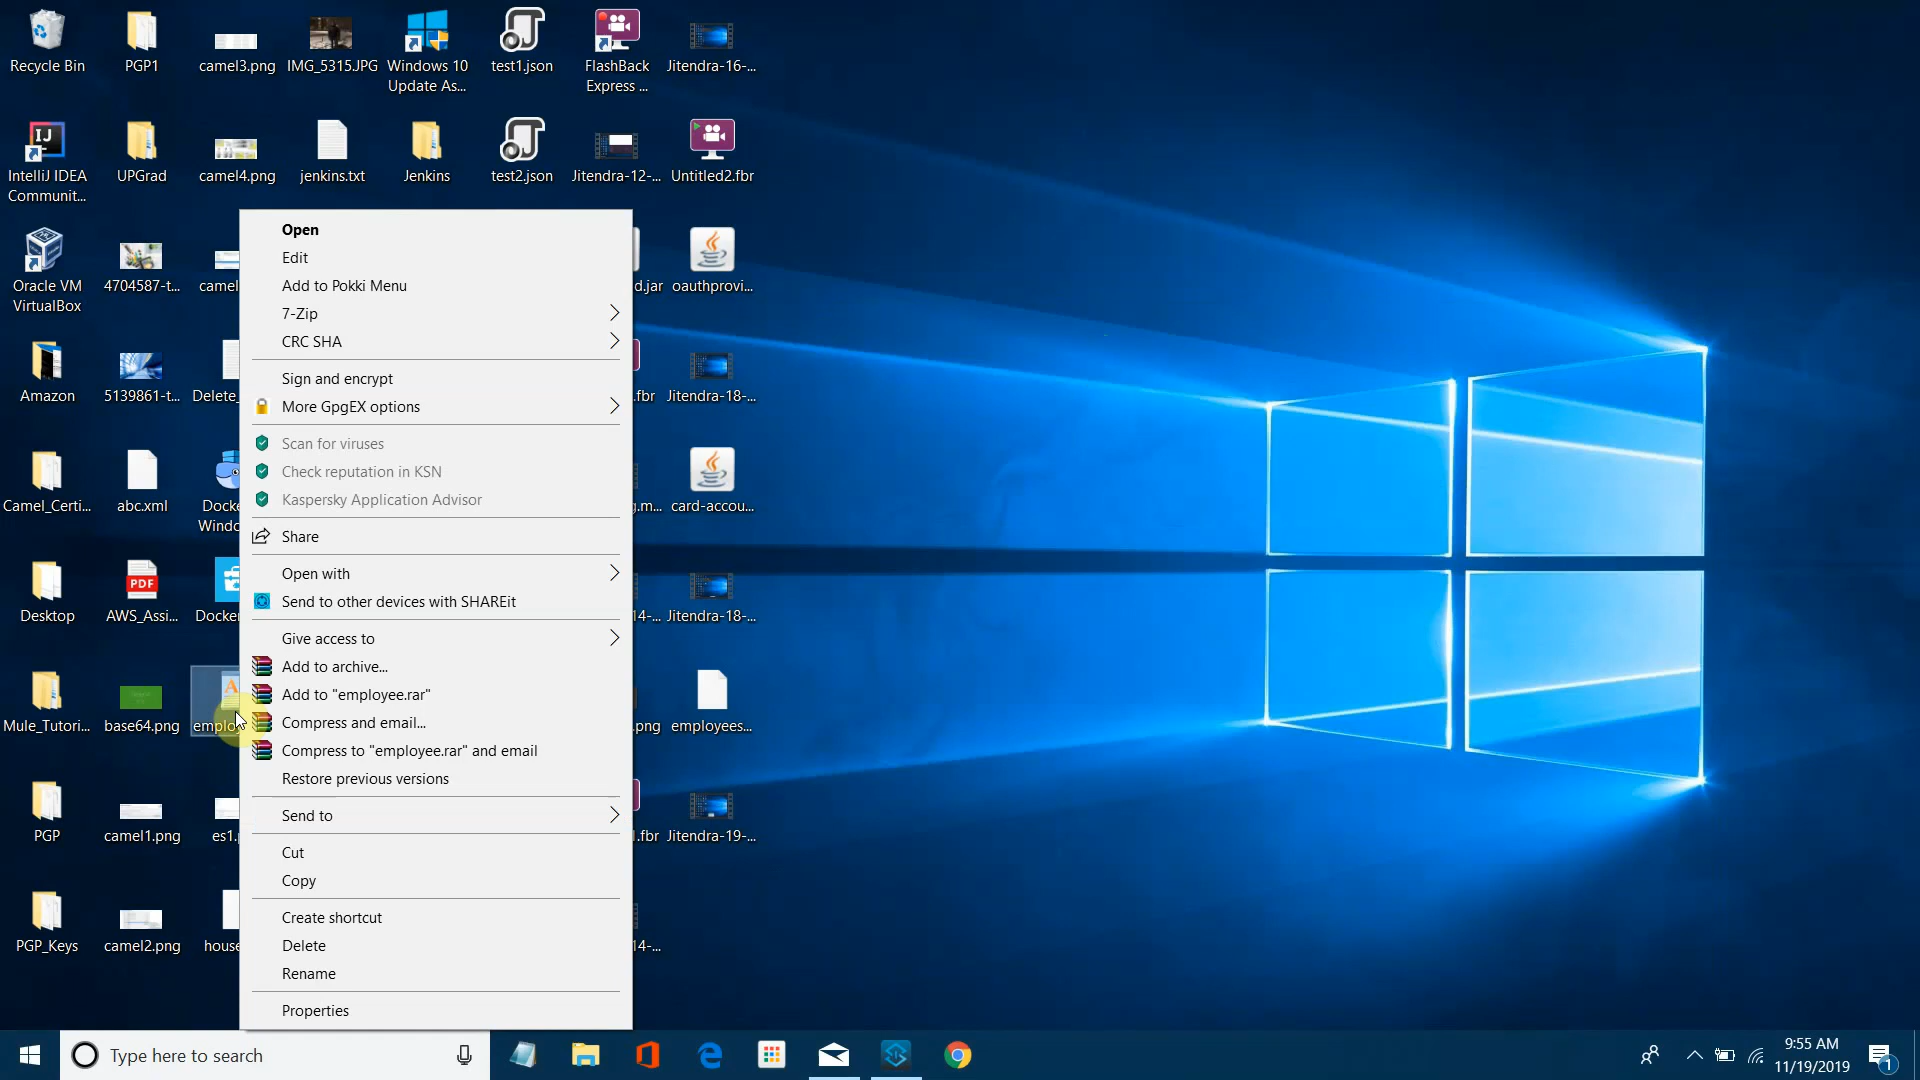 Recycle Bin
PGP1
camel3.png
IMG_5315.JPG
Windows 10
Update As...
test1.json
FlashBack
Express ...
Jitendra-16-...
IntelliJ IDEA
Communit...
UPGrad
camel4.png
jenkins.txt
Jenkins
test2.json
Jitendra-12-...
Untitled2.fbr
Oracle VM
VirtualBox
4704587-t...
camel
d.jar
oauthprovi...
Amazon
5139861-t...
Delete_
.fbr
Jitendra-18-...
Camel_Certi...
abc.xml
Docke
Windo
g.m...
card-accou...
Desktop
AWS_Assi...
Docker
14-...
Jitendra-18-...
Mule_Tutori...
base64.png
emplo
.png
employees...
PGP
camel1.png
es1.p
1.fbr
Jitendra-19-...
PGP_Keys
camel2.png
house
14-...
Open
Edit
Add to Pokki Menu
7-Zip
CRC SHA
Sign and encrypt
More GpgEX options
Scan for viruses
Check reputation in KSN
Kaspersky Application Advisor
Share
Open with
Send to other devices with SHAREit
Give access to
Add to archive...
Add to "employee.rar"
Compress and email...
Compress to "employee.rar" and email
Restore previous versions
Send to
Cut
Copy
Create shortcut
Delete
Rename
Properties
Type here to search
9:55 AM
11/19/2019
1